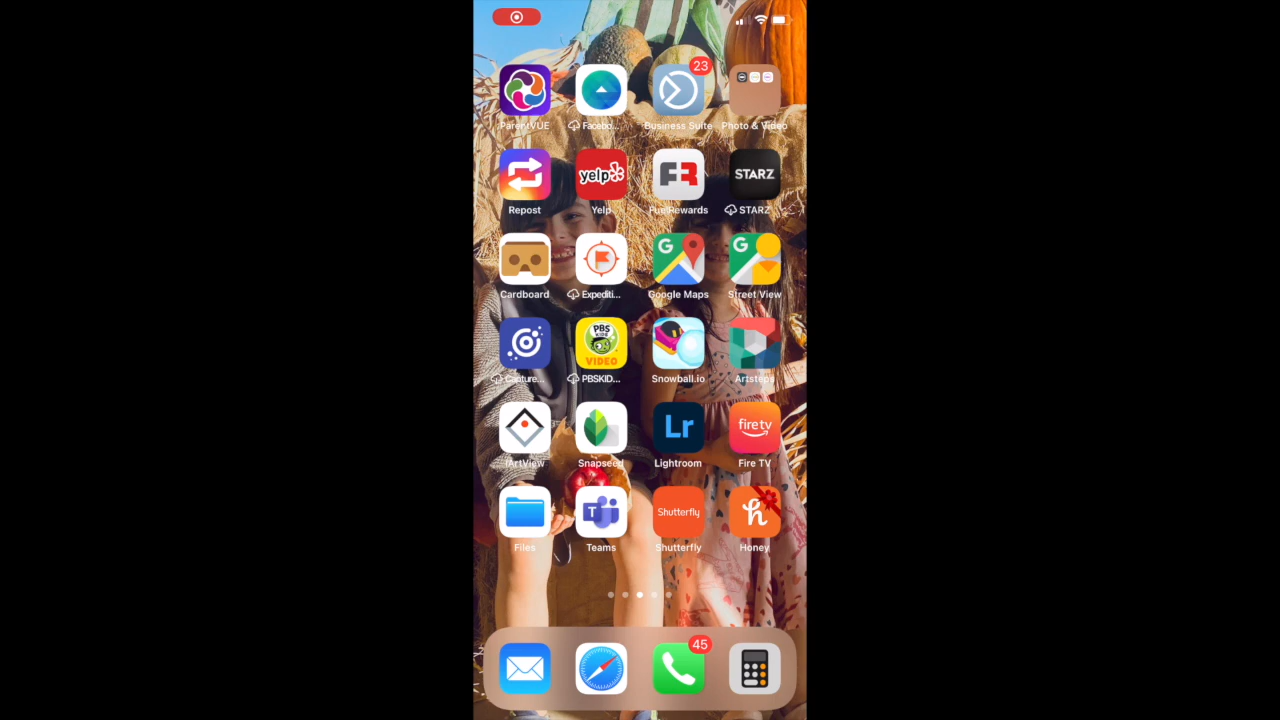 23
ParentVUE Facebo... Business Suite Photo & Video
yelp FR STARZ
Repost Yelp Fuel Rewards STARZ
G G
Cardboard Expediti... Google Maps Street View
PBS
KIDS
VIDEO
Capture... PBSKID... Snowball.io Artsteps
Lr fire tv
iArtView Snapseed Lightroom Fire TV
T Shutterfly h
Files Teams Shutterfly Honey
45